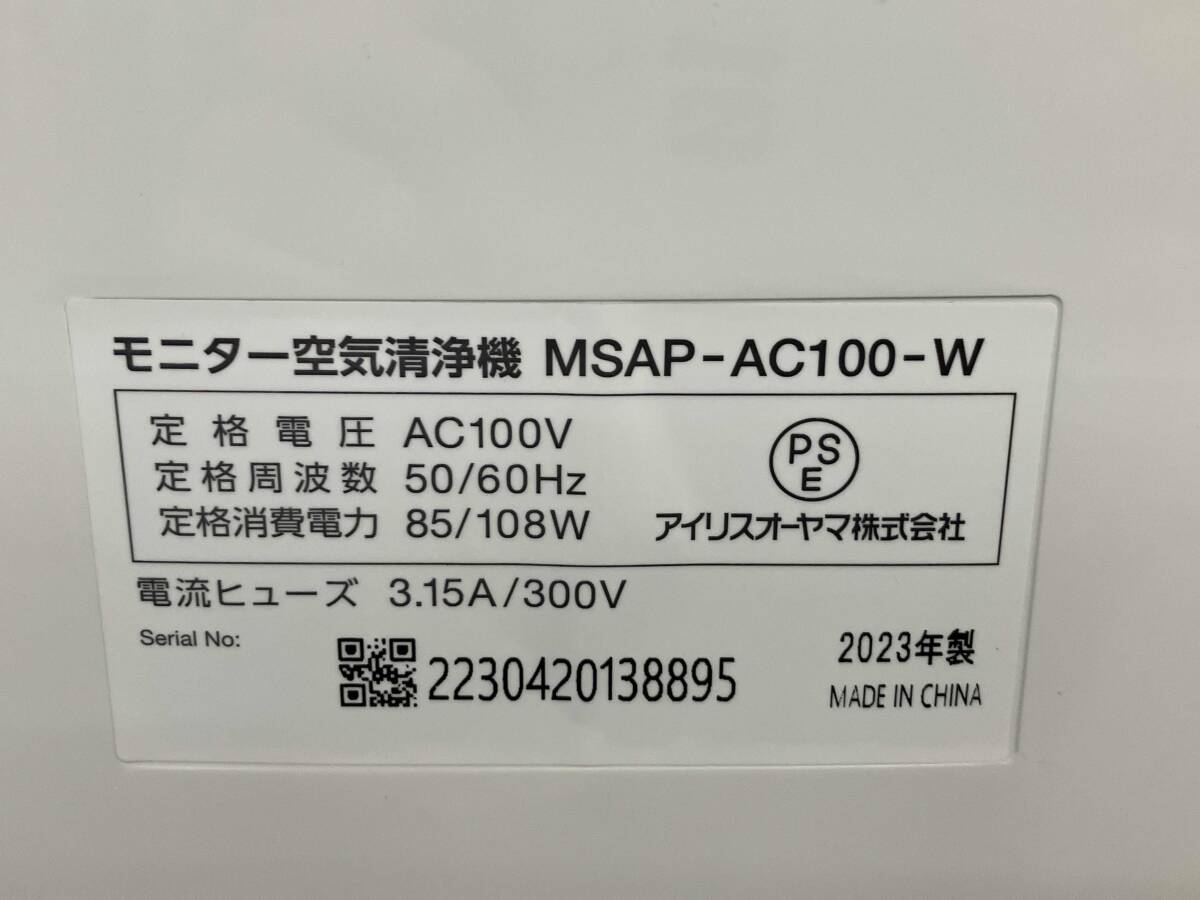 モニター空気清浄機 MSAP-AC100-W
定格電圧 AC100V
定格周波数 50/60Hz
定格消費電力 85/108W
PS
E
アイリスオーヤマ株式会社
電流ヒューズ 3.15A/300V
Serial No:
2230420138895
2023年製
MADE IN CHINA